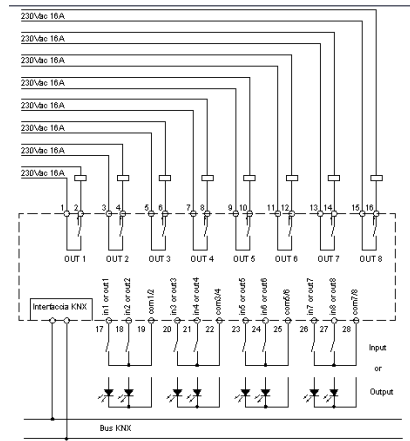 230Vac 16A
230Vac 16A
230Vac 16A
230Vac 16A
230Vac 16A
230Vac 16A
230Vac 16A
230Vac 16A
1 2 3 4 5 6 7 8 9 10 11 12 13 14 15 16
OUT 1 OUT 2 OUT 3 OUT 4 OUT 5 OUT 6 OUT 7 OUT 8
Interfaccia KNX
in1 or out1
in2 or out2
com1/2
in3 or out3
in4 or out4
com3/4
in5 or out5
in6 or out6
com5/6
in7 or out7
in8 or out8
com7/8
17 18 19 20 21 22 23 24 25 26 27 28
Input
or
Output
Bus KNX